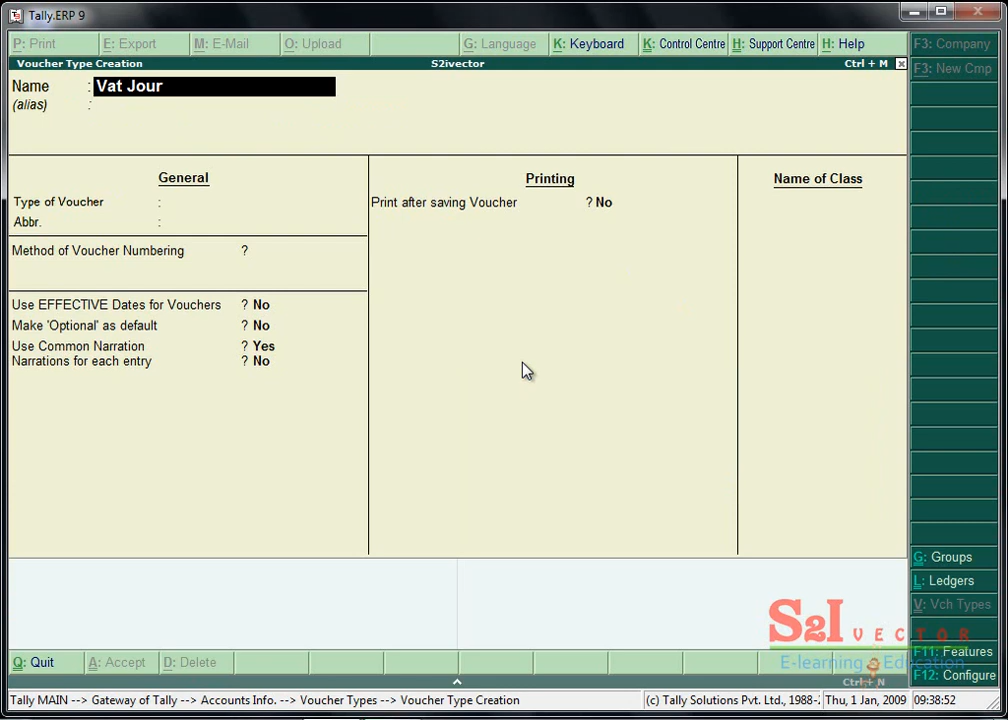 Tally.ERP 9
P: Print E: Export M: E-Mail O: Upload G: Language K: Keyboard K: Control Centre H: Support Centre H: Help F3: Company
Voucher Type Creation S2ivector Ctrl + M
F3: New Cmp
Name : Vat Jour
(alias) :
General Printing Name of Class
Type of Voucher : Print after saving Voucher ? No
Abbr. :
Method of Voucher Numbering ?
Use EFFECTIVE Dates for Vouchers ? No
Make 'Optional' as default ? No
Use Common Narration ? Yes
Narrations for each entry ? No
G: Groups
L: Ledgers
V: Vch Types
S2I VECTOR
F11: Features
E-learning & Education
Q: Quit A: Accept D: Delete
F12: Configure
Ctrl + N
Tally MAIN --> Gateway of Tally --> Accounts Info. --> Voucher Types --> Voucher Type Creation (c) Tally Solutions Pvt. Ltd., 1988-2 Thu, 1 Jan, 2009 09:38:52